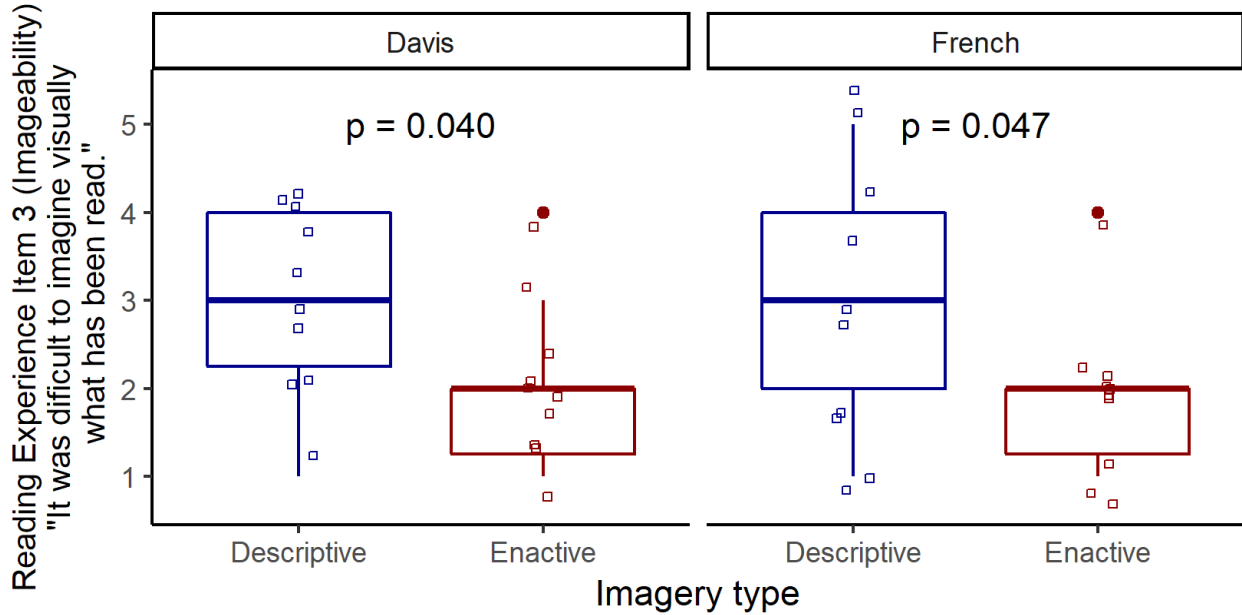 Davis
French
Reading Experience Item 3 (Imageability)
"It was dificult to imagine visually
what has been read."
p = 0.040
p = 0.047
5
4
3
2
1
Descriptive
Enactive
Descriptive
Enactive
Imagery type